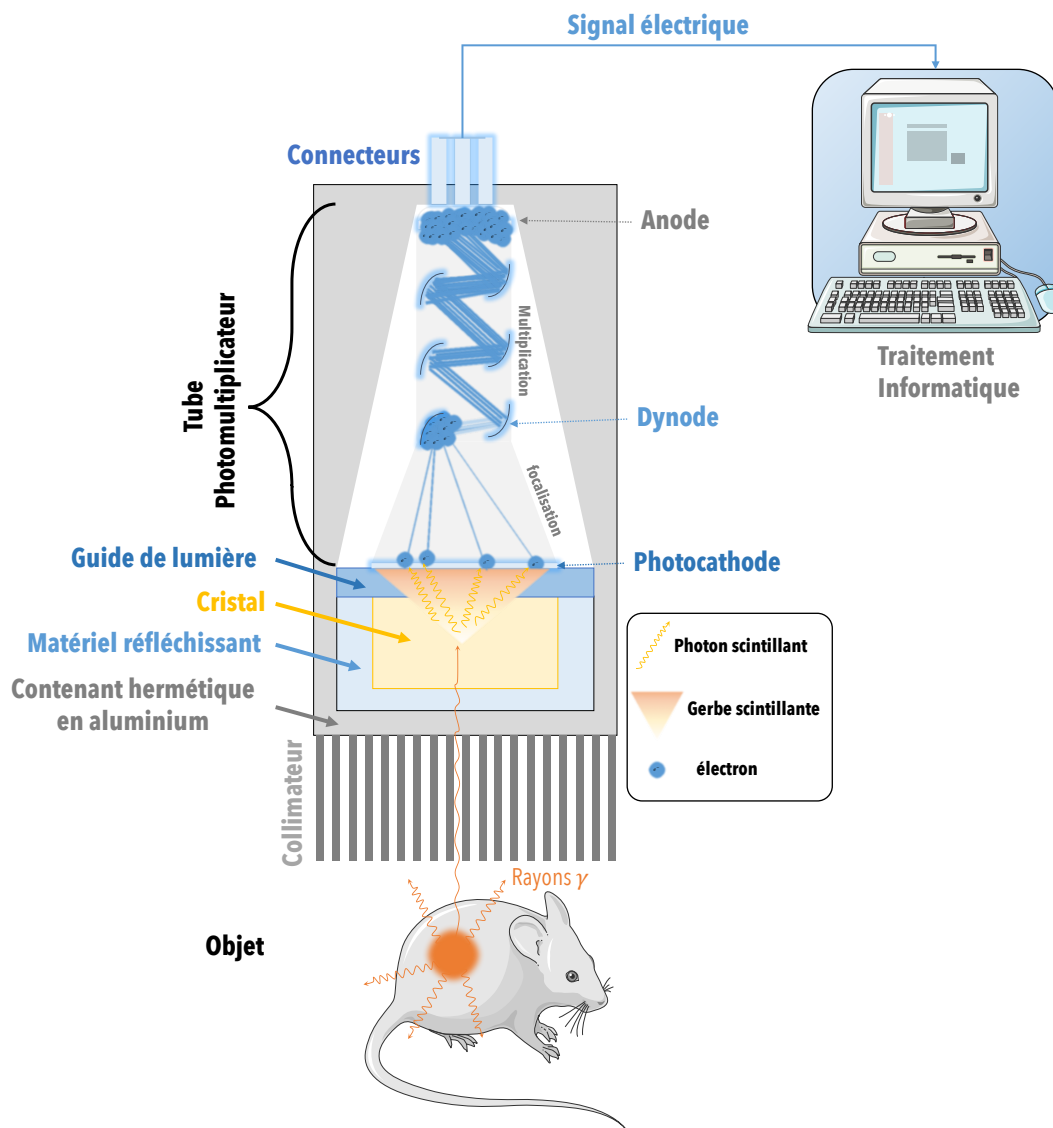 Signal électrique
Connecteurs
Anode
Multiplication
Tube
Photomultiplicateur
Traitement
Informatique
Dynode
focalisation
Guide de lumière
Photocathode
Cristal
Matériel réfléchissant
Photon scintillant
Contenant hermétique
en aluminium
Gerbe scintillante
électron
Collimateur
Rayons γ
Objet